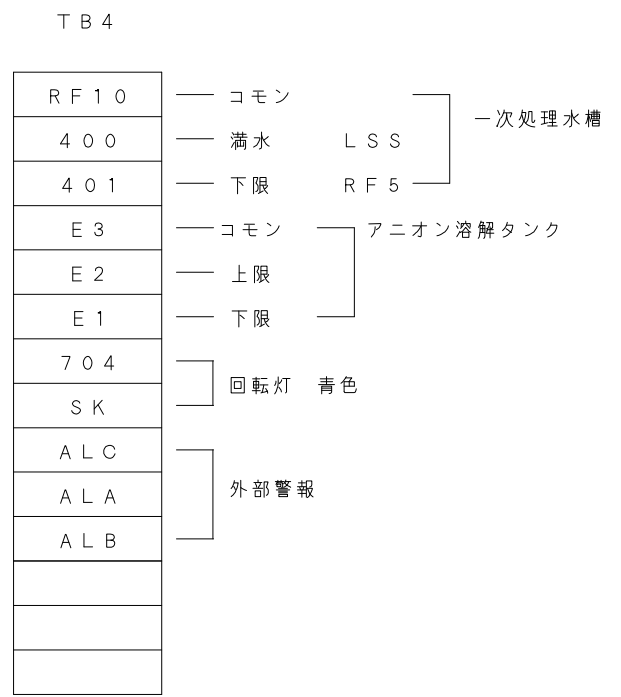 TB4
RF10 コモン
400 満水 LSS 一次処理水槽
401 下限 RF5
E3 コモン アニオン溶解タンク
E2 上限
E1 下限
704
回転灯 青色
SK
ALC
ALA 外部警報
ALB